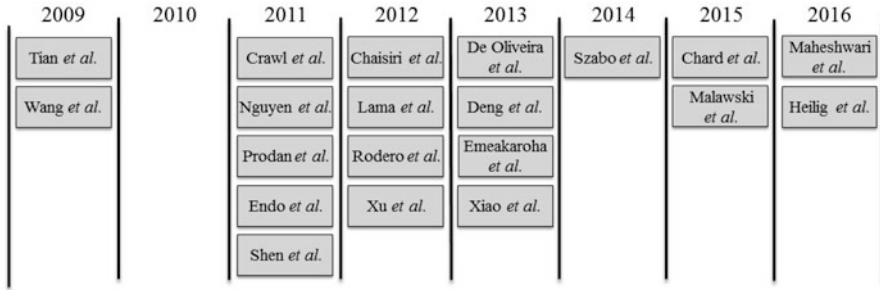 2009 2010 2011 2012 2013 2014 2015 2016
Tian et al. Crawl et al. Chaisiri et al. De Oliveira et al. Szabo et al. Chard et al. Maheshwari et al.
Wang et al. Nguyen et al. Lama et al. Deng et al. Malawski et al. Heilig et al.
Prodan et al. Rodero et al. Emeakaroha et al.
Endo et al. Xu et al. Xiao et al.
Shen et al.